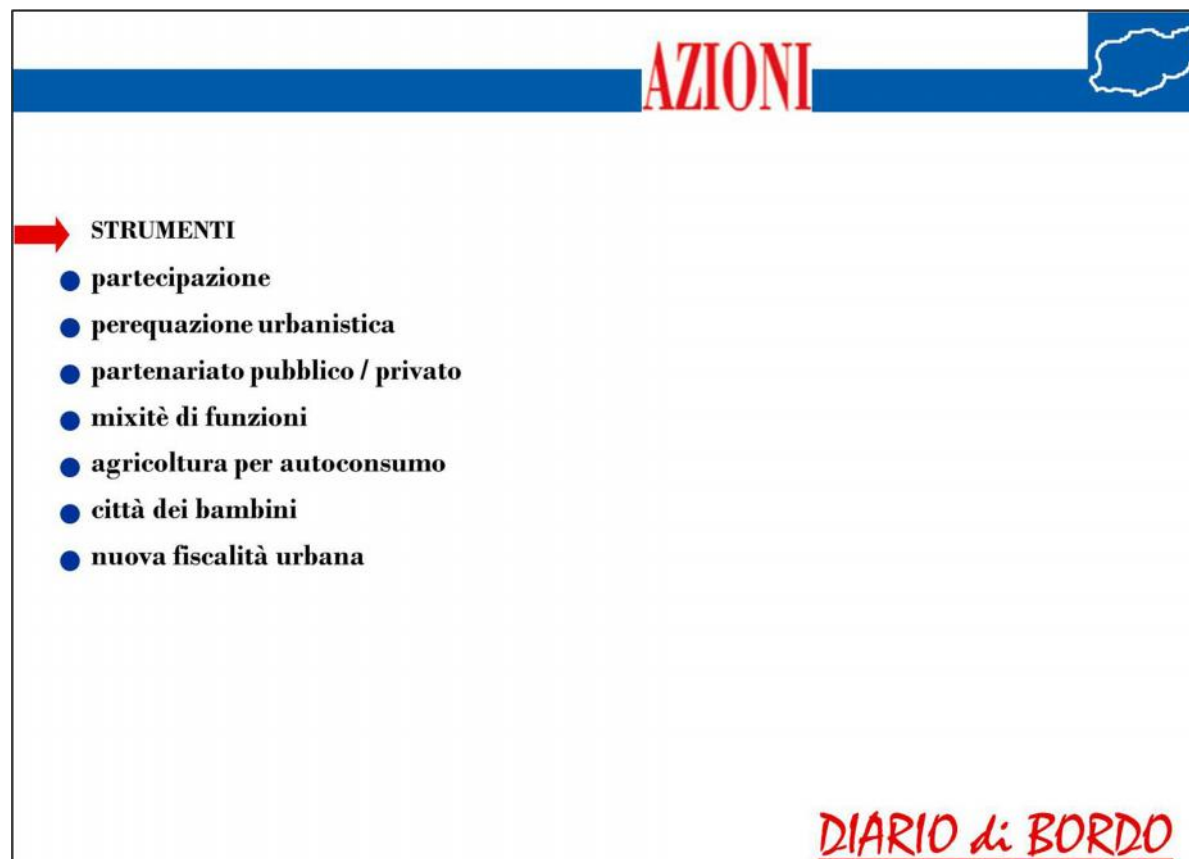 AZIONI
STRUMENTI
partecipazione
perequazione urbanistica
partenariato pubblico / privato
mixitè di funzioni
agricoltura per autoconsumo
città dei bambini
nuova fiscalità urbana
DIARIO di BORDO